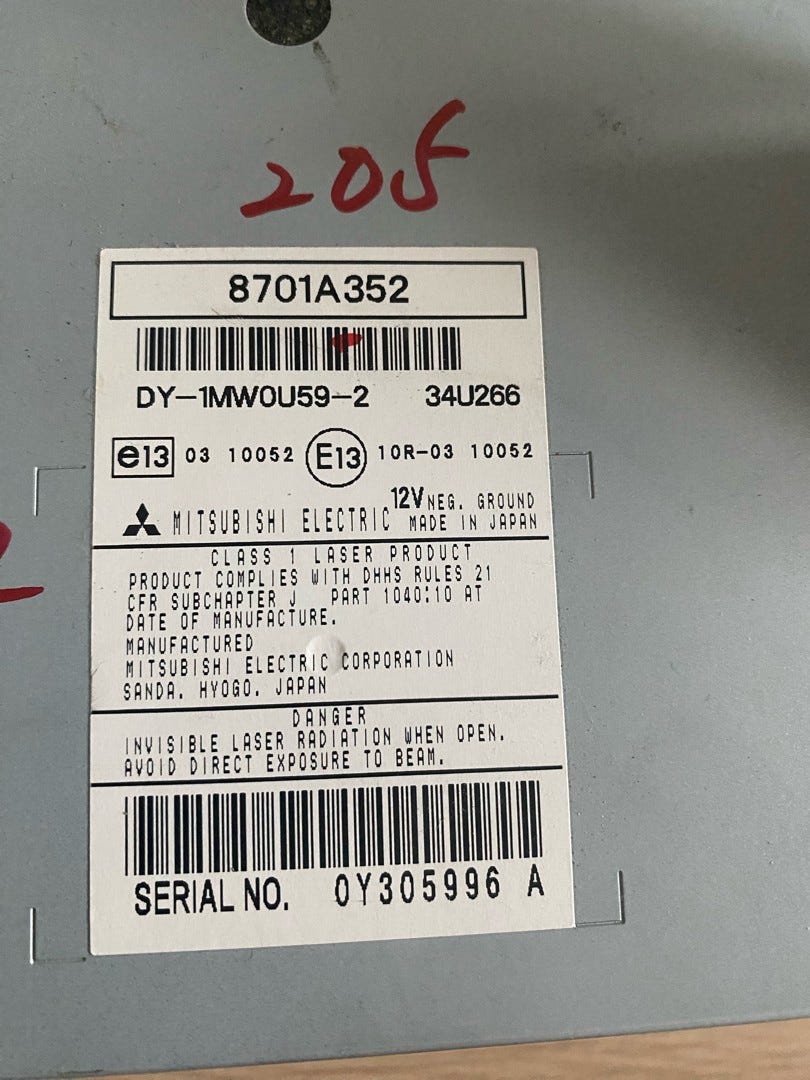 205
8701A352
DY-1MW0U59-2 34U266
e13 03 10052 E13 10R-03 10052
12V NEG. GROUND
MITSUBISHI ELECTRIC MADE IN JAPAN
CLASS 1 LASER PRODUCT
PRODUCT COMPLIES WITH DHHS RULES 21
CFR SUBCHAPTER J PART 1040:10 AT
DATE OF MANUFACTURE.
MANUFACTURED
MITSUBISHI ELECTRIC CORPORATION
SANDA. HYOGO. JAPAN
DANGER
INVISIBLE LASER RADIATION WHEN OPEN.
AVOID DIRECT EXPOSURE TO BEAM.
SERIAL NO. 0Y305996 A